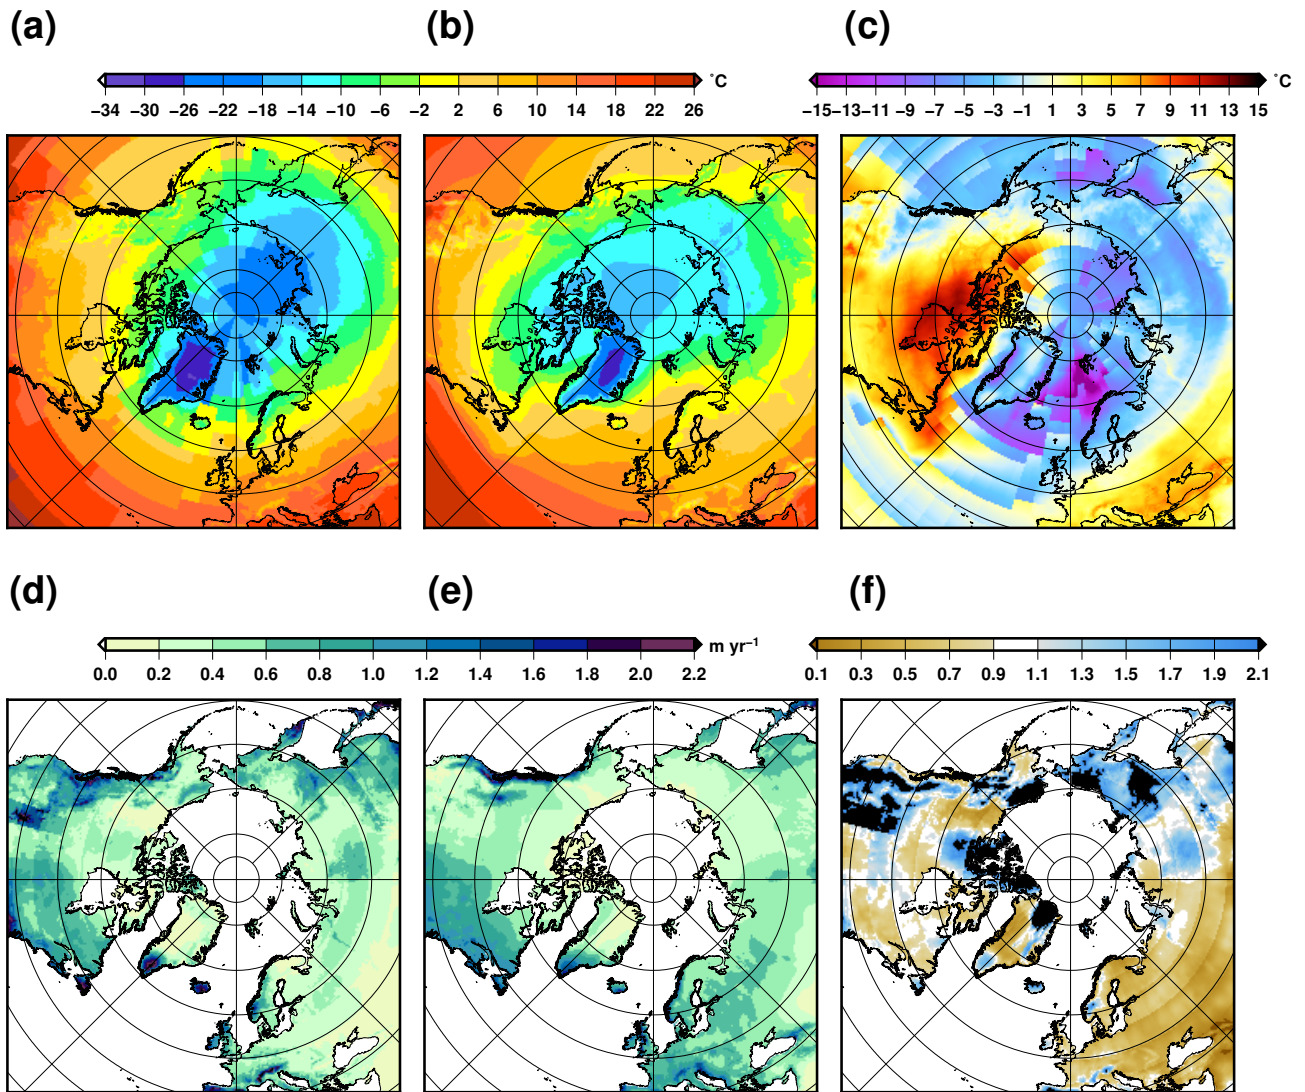 (a) (b) (c)
°C °C
−34 −30 −26 −22 −18 −14 −10 −6 −2 2 6 10 14 18 22 26 −15 −13 −11 −9 −7 −5 −3 −1 1 3 5 7 9 11 13 15
(d) (e) (f)
m yr⁻¹
0.0 0.2 0.4 0.6 0.8 1.0 1.2 1.4 1.6 1.8 2.0 2.2 0.1 0.3 0.5 0.7 0.9 1.1 1.3 1.5 1.7 1.9 2.1